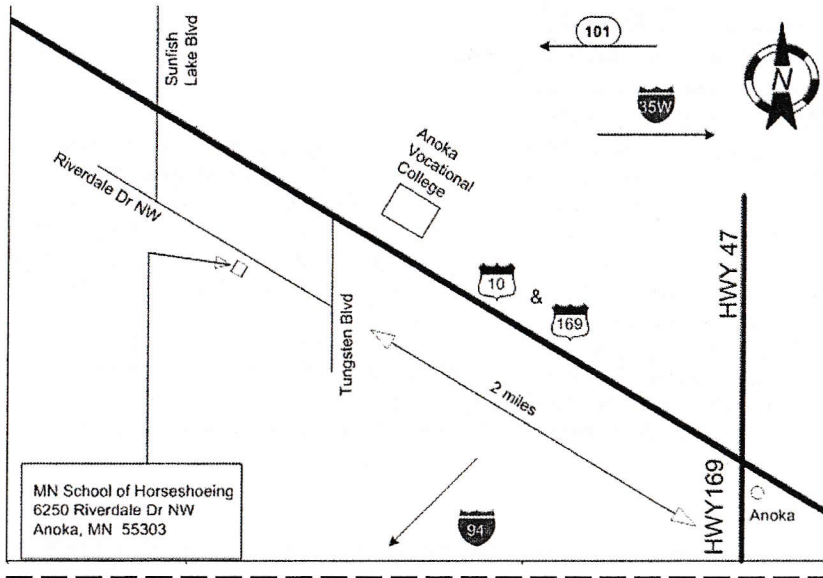 Sunfish
Lake Blvd
101
N
35W
Anoka
Vocational
College
Riverdale Dr NW
10
&
169
HWY 47
Tungsten Blvd
2 miles
MN School of Horseshoeing
6250 Riverdale Dr NW
Anoka, MN  55303
94
HWY169
Anoka